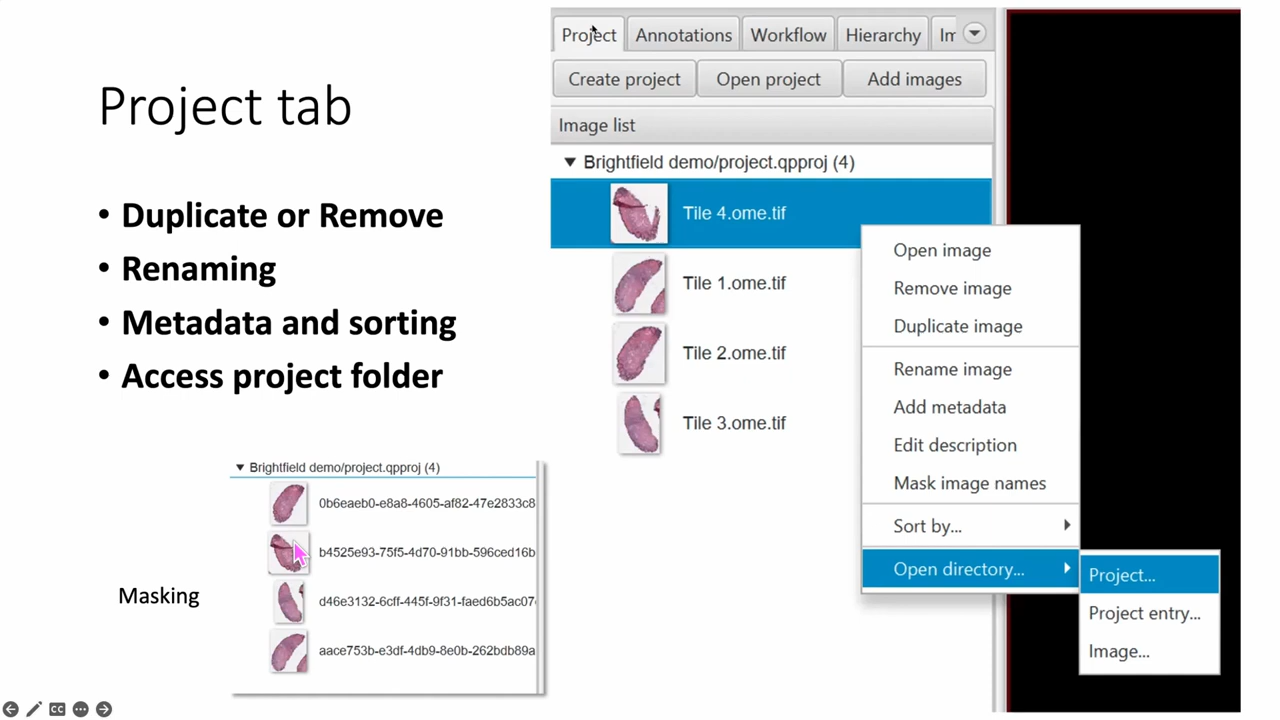 Project tab
• Duplicate or Remove
• Renaming
• Metadata and sorting
• Access project folder
Project Annotations Workflow Hierarchy Im
Create project Open project Add images
Image list
Brightfield demo/project.qpproj (4)
Tile 4.ome.tif
Tile 1.ome.tif
Tile 2.ome.tif
Tile 3.ome.tif
Open image
Remove image
Duplicate image
Rename image
Add metadata
Edit description
Mask image names
Sort by...
Open directory...
Project...
Project entry...
Image...
Masking
Brightfield demo/project.qpproj (4)
0b6eaeb0-e8a8-4605-af82-47e2833c8
b4525e93-75f5-4d70-91bb-596ced16b
d46e3132-6cff-445f-9f31-faed6b5ac07
aace753b-e3df-4db9-8e0b-262bdb89a
CC